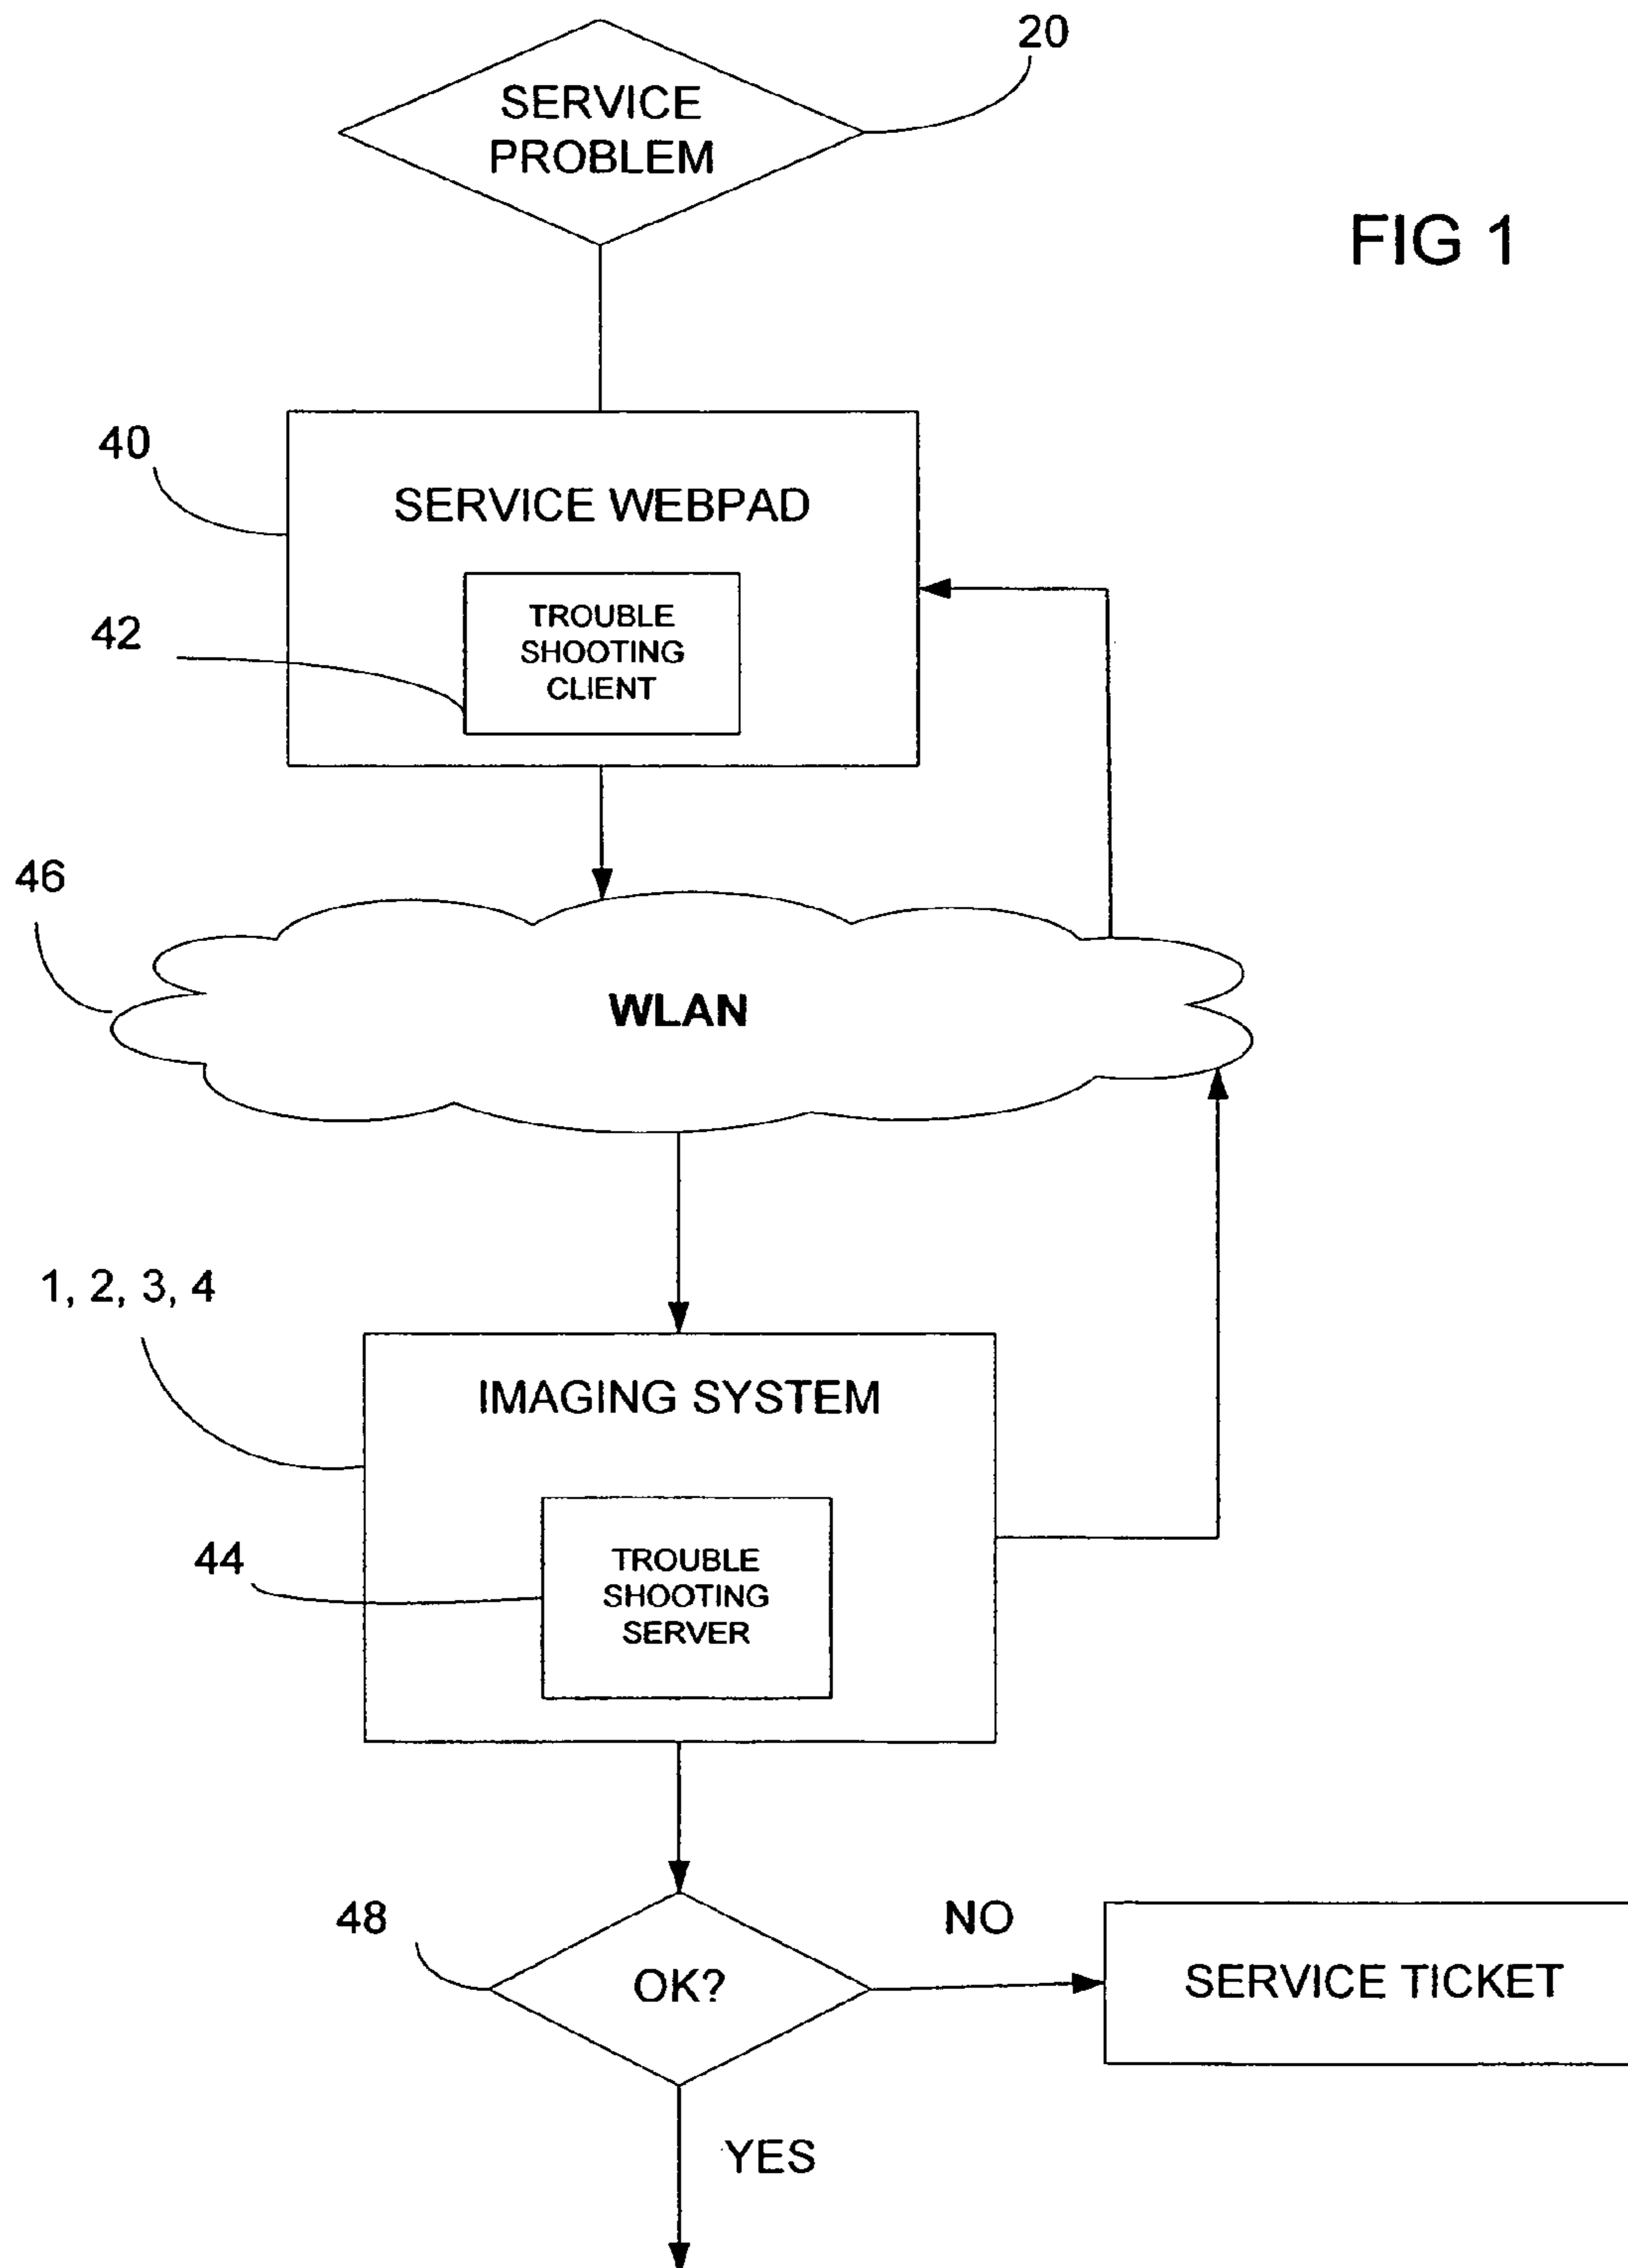 20
SERVICE
PROBLEM
FIG 1
40
SERVICE WEBPAD
42
TROUBLE
SHOOTING
CLIENT
46
WLAN
1, 2, 3, 4
IMAGING SYSTEM
44
TROUBLE
SHOOTING
SERVER
48
NO
OK?
SERVICE TICKET
YES